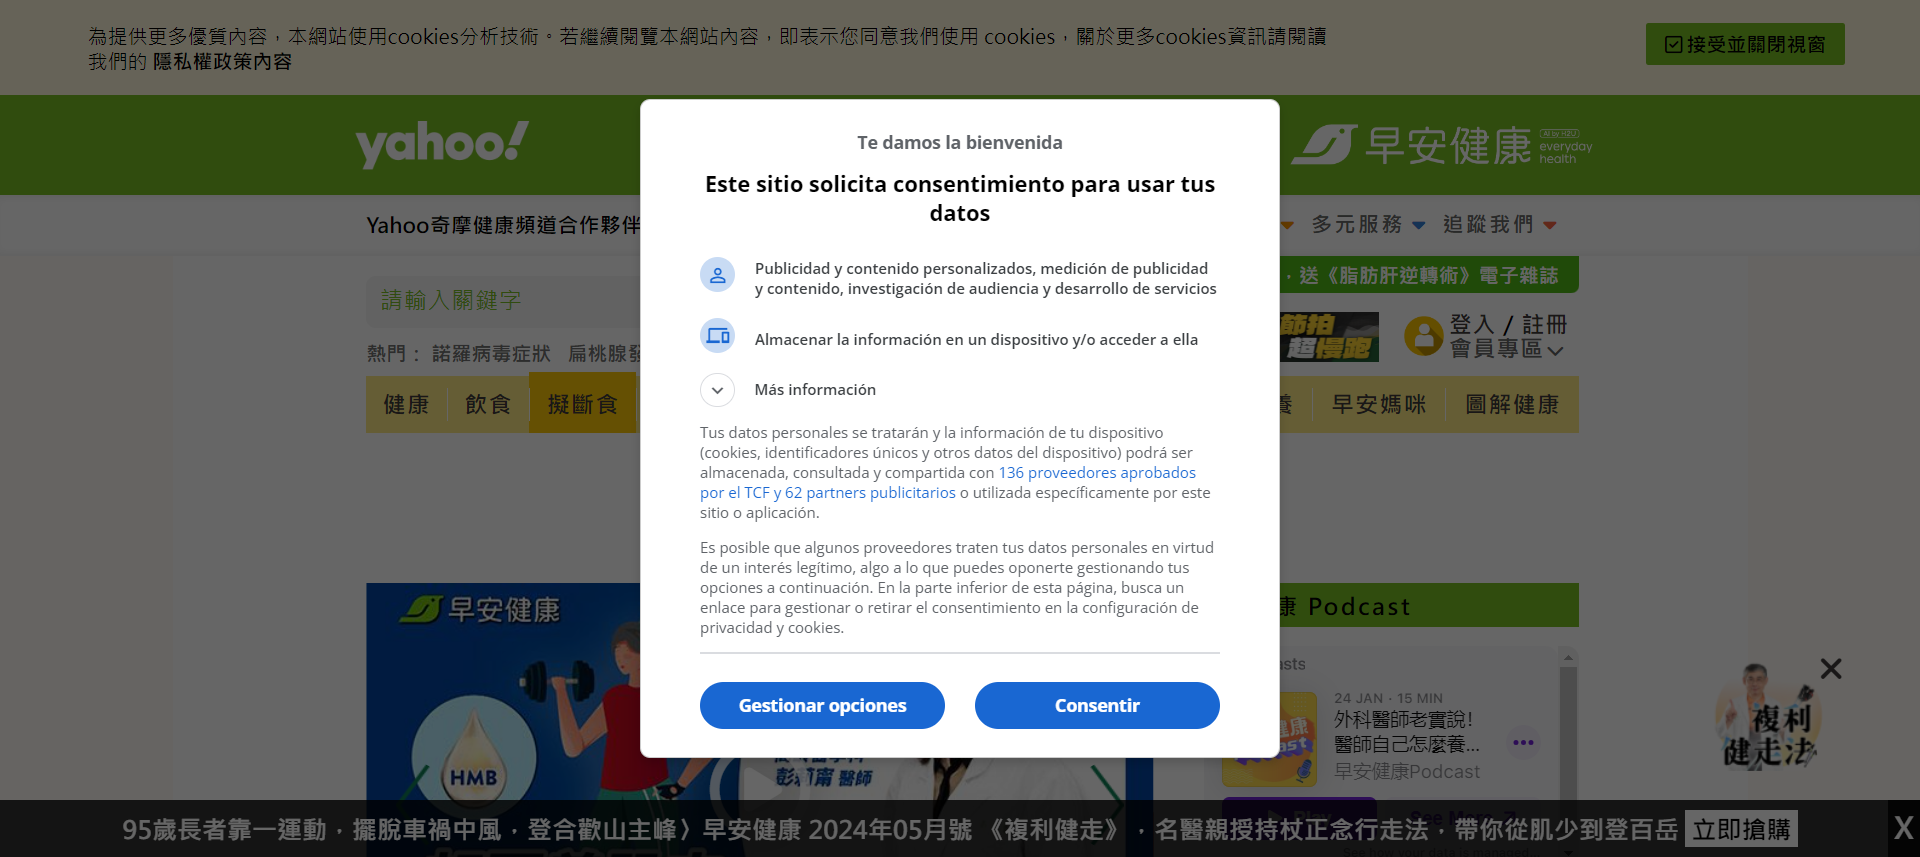 為提供更多優質內容，本網站使用cookies分析技術。若繼續閱覽本網站內容，即表示您同意我們使用 cookies，關於更多cookies資訊請閱讀
我們的 隱私權政策內容
接受並關閉視窗
yahoo!
早安健康
everyday
health
Yahoo奇摩健康頻道合作夥伴
多元服務
追蹤我們
，送《脂肪肝逆轉術》電子雜誌
請輸入關鍵字
節拍
超慢跑
登入 / 註冊
會員專區
熱門： 諾羅病毒症狀 扁桃腺發
健康 飲食 擬斷食
早安媽咪 圖解健康
Te damos la bienvenida
Este sitio solicita consentimiento para usar tus
datos
Publicidad y contenido personalizados, medición de publicidad
y contenido, investigación de audiencia y desarrollo de servicios
Almacenar la información en un dispositivo y/o acceder a ella
Más información
Tus datos personales se tratarán y la información de tu dispositivo
(cookies, identificadores únicos y otros datos del dispositivo) podrá ser
almacenada, consultada y compartida con 136 proveedores aprobados
por el TCF y 62 partners publicitarios o utilizada específicamente por este
sitio o aplicación.
Es posible que algunos proveedores traten tus datos personales en virtud
de un interés legítimo, algo a lo que puedes oponerte gestionando tus
opciones a continuación. En la parte inferior de esta página, busca un
enlace para gestionar o retirar el consentimiento en la configuración de
privacidad y cookies.
Gestionar opciones
Consentir
早安健康
HMB
醫師
康 Podcast
24 JAN · 15 MIN
外科醫師老實說！
醫師自己怎麼養...
早安健康Podcast
複利
健走法
95歲長者靠一運動，擺脫車禍中風，登合歡山主峰〉早安健康 2024年05月號 《複利健走》，名醫親授持杖正念行走法，帶你從肌少到登百岳
立即搶購
X